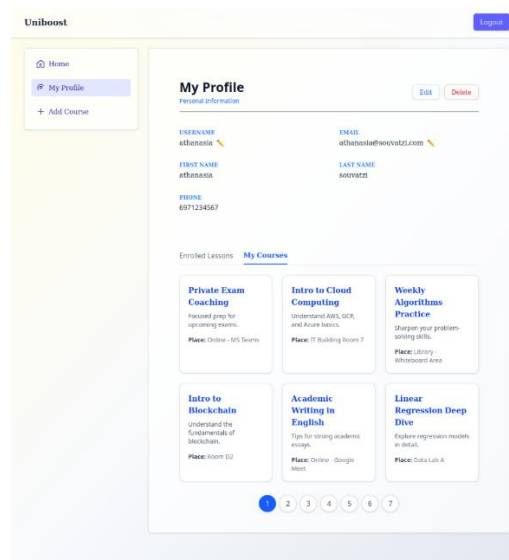 Uniboost
Logout
Home
My Profile
+ Add Course
My Profile
Personal Information
Edit
Delete
USERNAME
athanasia
EMAIL
athanasia@souvatzi.com
FIRST NAME
athanasia
LAST NAME
souvatzi
PHONE
6971234567
Enrolled Lessons
My Courses
Private Exam
Coaching
Focused prep for
upcoming exams.
Place: Online - MS Teams
Intro to Cloud
Computing
Understand AWS, GCP,
and Azure basics.
Place: IT Building Room 7
Weekly
Algorithms
Practice
Sharpen your problem-
solving skills.
Place: Library -
Whiteboard Area
Intro to
Blockchain
Understand the
fundamentals of
blockchain.
Place: Room D2
Academic
Writing in
English
Tips for strong academic
essays.
Place: Online - Google
Meet
Linear
Regression Deep
Dive
Explore regression models
in detail.
Place: Data Lab A
1 2 3 4 5 6 7